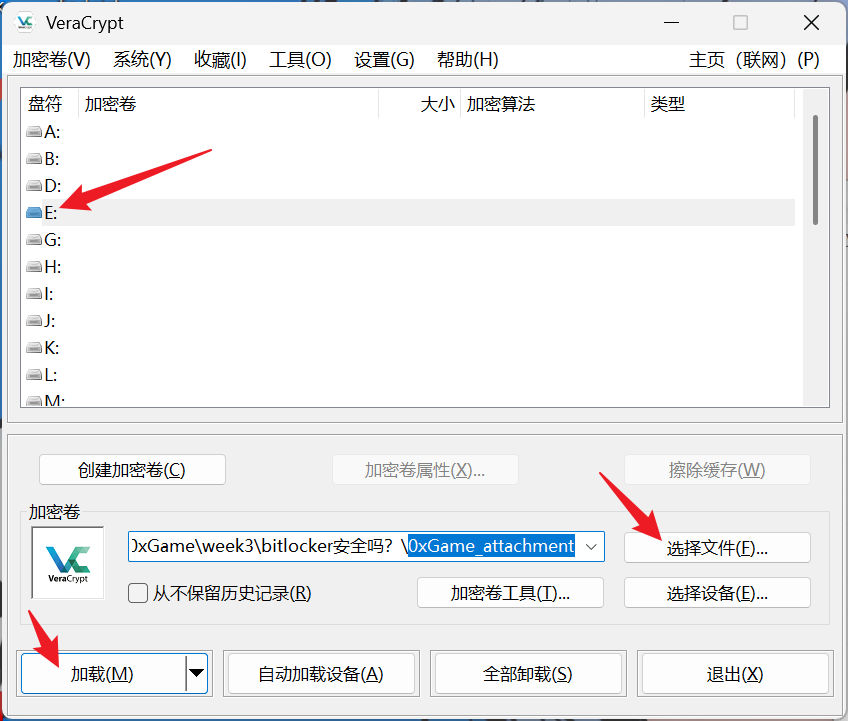 VeraCrypt
加密卷(V) 系统(Y) 收藏(I) 工具(O) 设置(G) 帮助(H) 主页（联网）(P)
盘符 加密卷 大小 加密算法 类型
A:
B:
D:
E:
G:
H:
I:
J:
K:
L:
M:
创建加密卷(C) 加密卷属性(X)... 擦除缓存(W)
加密卷
VeraCrypt
0xGame\week3\bitlocker安全吗？\0xGame_attachment 选择文件(F)...
从不保留历史记录(R) 加密卷工具(T)... 选择设备(E)...
加载(M) 自动加载设备(A) 全部卸载(S) 退出(X)